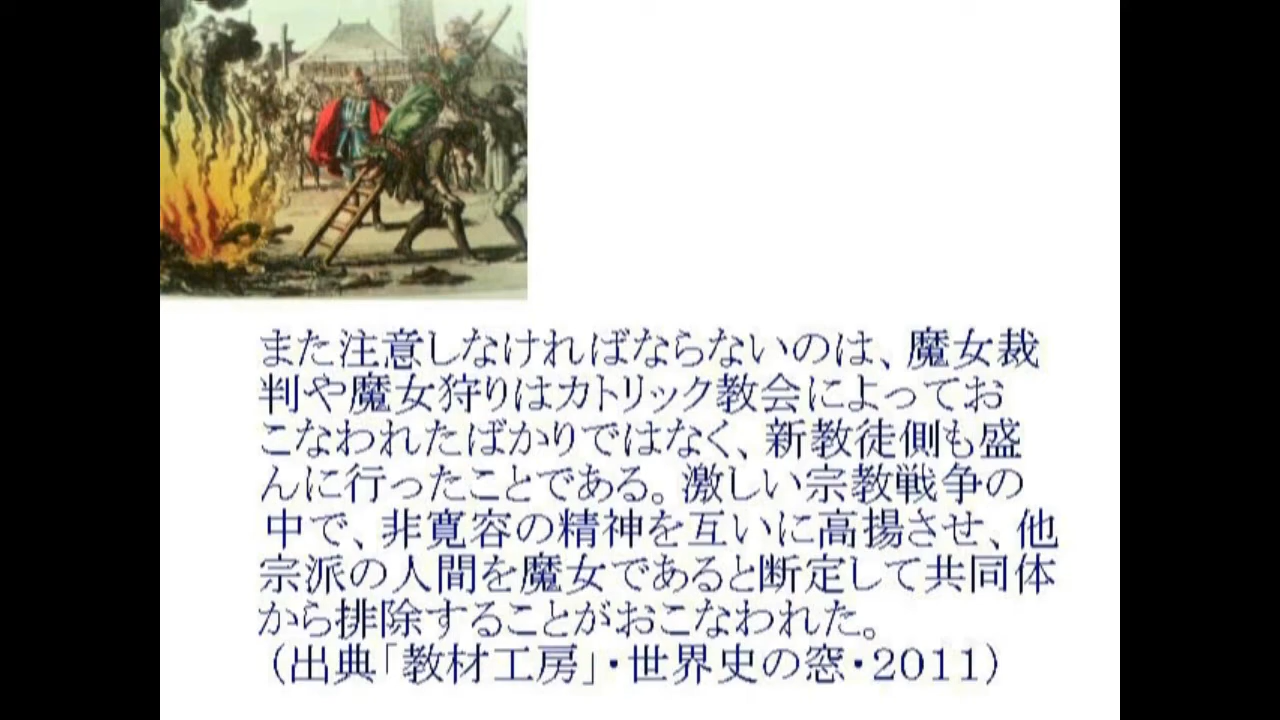 また注意しなければならないのは、魔女裁
判や魔女狩りはカトリック教会によってお
こなわれたばかりではなく、新教徒側も盛
んに行ったことである。激しい宗教戦争の
中で、非寛容の精神を互いに高揚させ、他
宗派の人間を魔女であると断定して共同体
から排除することがおこなわれた。
（出典「教材工房」・世界史の窓・2011）